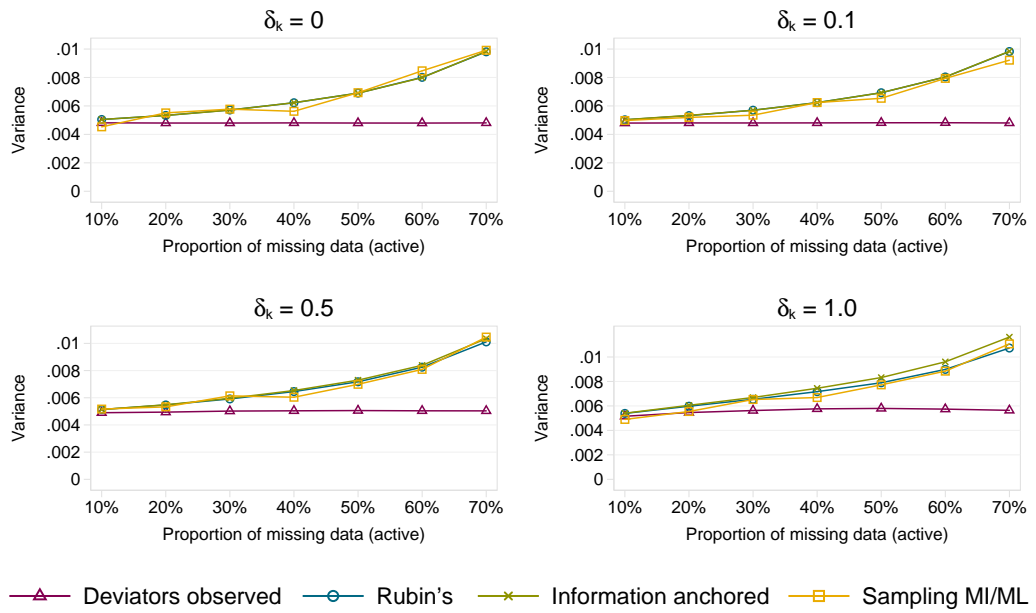 δk = 0
δk = 0.1
Variance
.01
.008
.006
.004
.002
0
10% 20% 30% 40% 50% 60% 70%
Proportion of missing data (active)
Variance
.01
.008
.006
.004
.002
0
10% 20% 30% 40% 50% 60% 70%
Proportion of missing data (active)
δk = 0.5
δk = 1.0
Variance
.01
.008
.006
.004
.002
0
10% 20% 30% 40% 50% 60% 70%
Proportion of missing data (active)
Variance
.01
.008
.006
.004
.002
0
10% 20% 30% 40% 50% 60% 70%
Proportion of missing data (active)
Deviators observed Rubin's Information anchored Sampling MI/ML